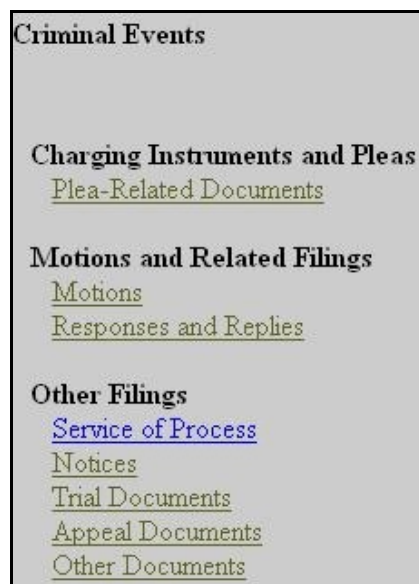 Criminal Events
Charging Instruments and Pleas
Plea-Related Documents
Motions and Related Filings
Motions
Responses and Replies
Other Filings
Service of Process
Notices
Trial Documents
Appeal Documents
Other Documents